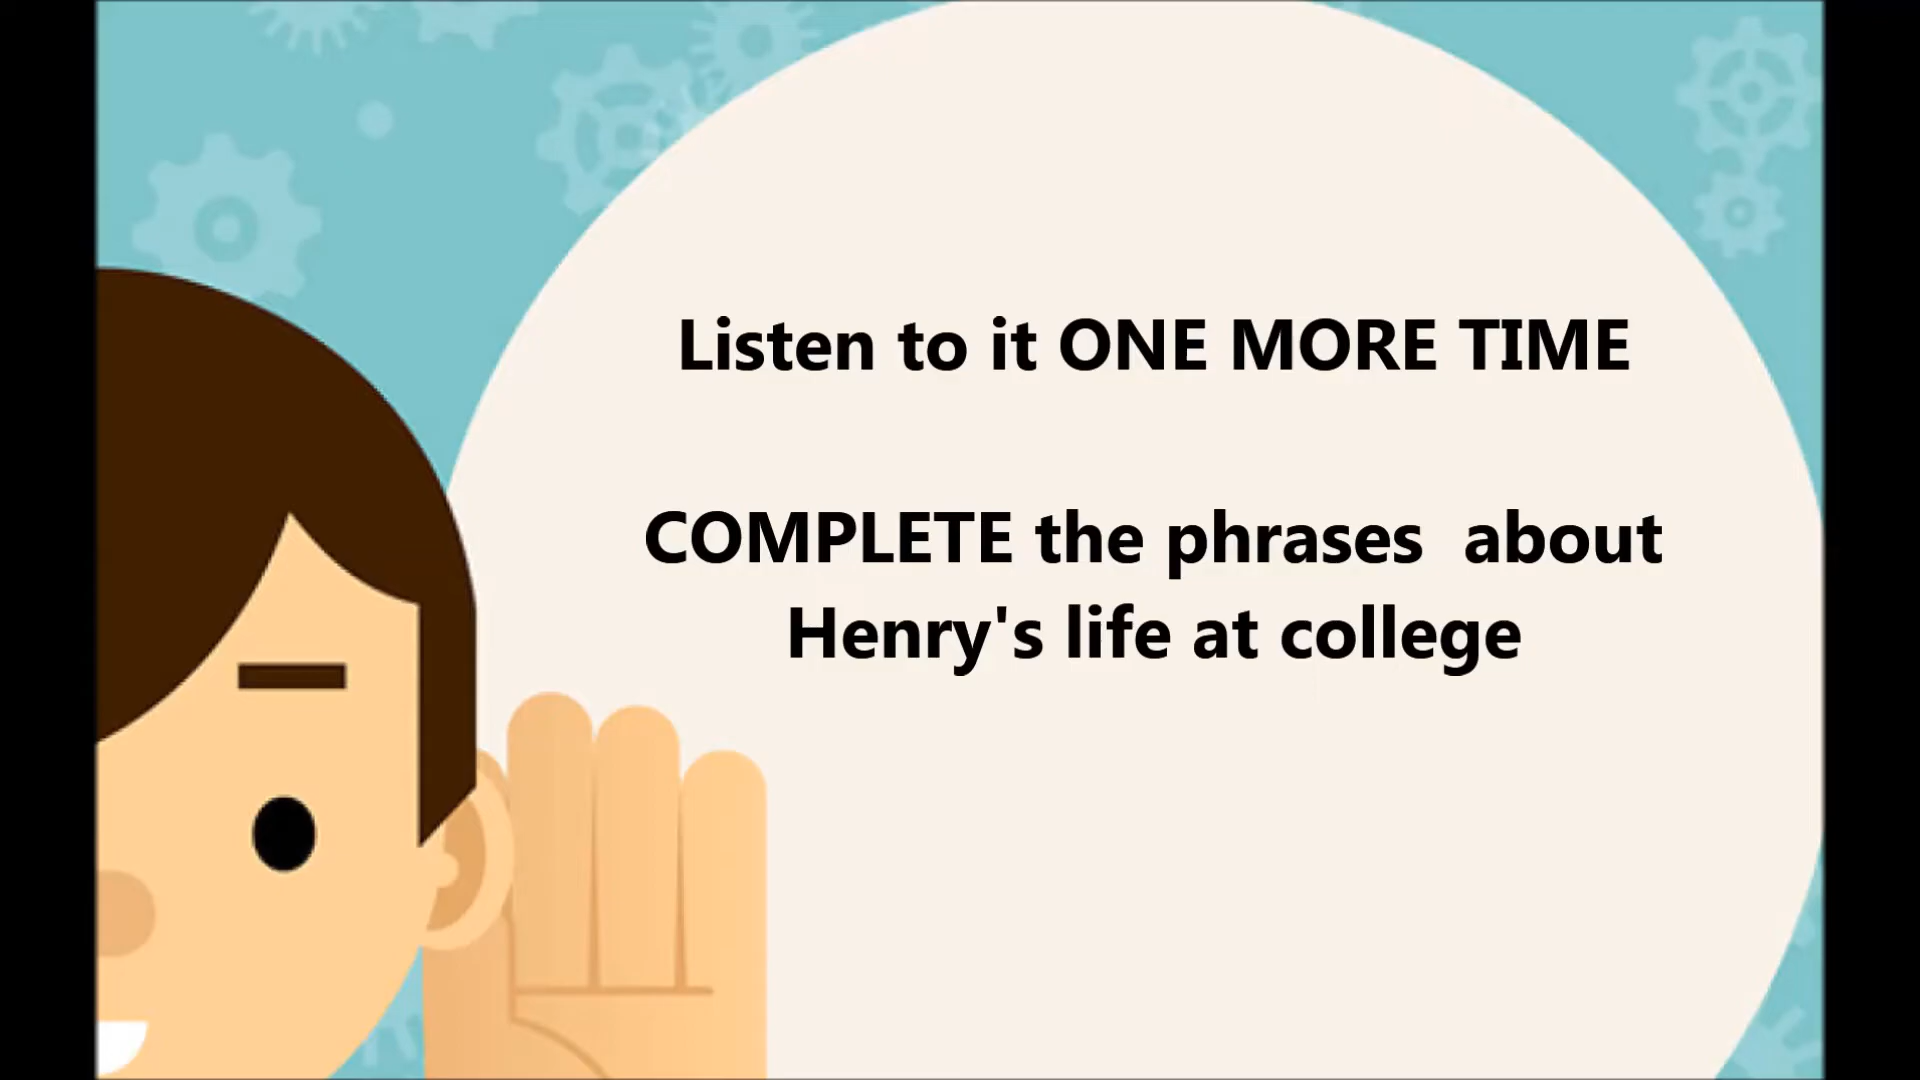 Listen to it ONE MORE TIME
COMPLETE the phrases  about
Henry's life at college